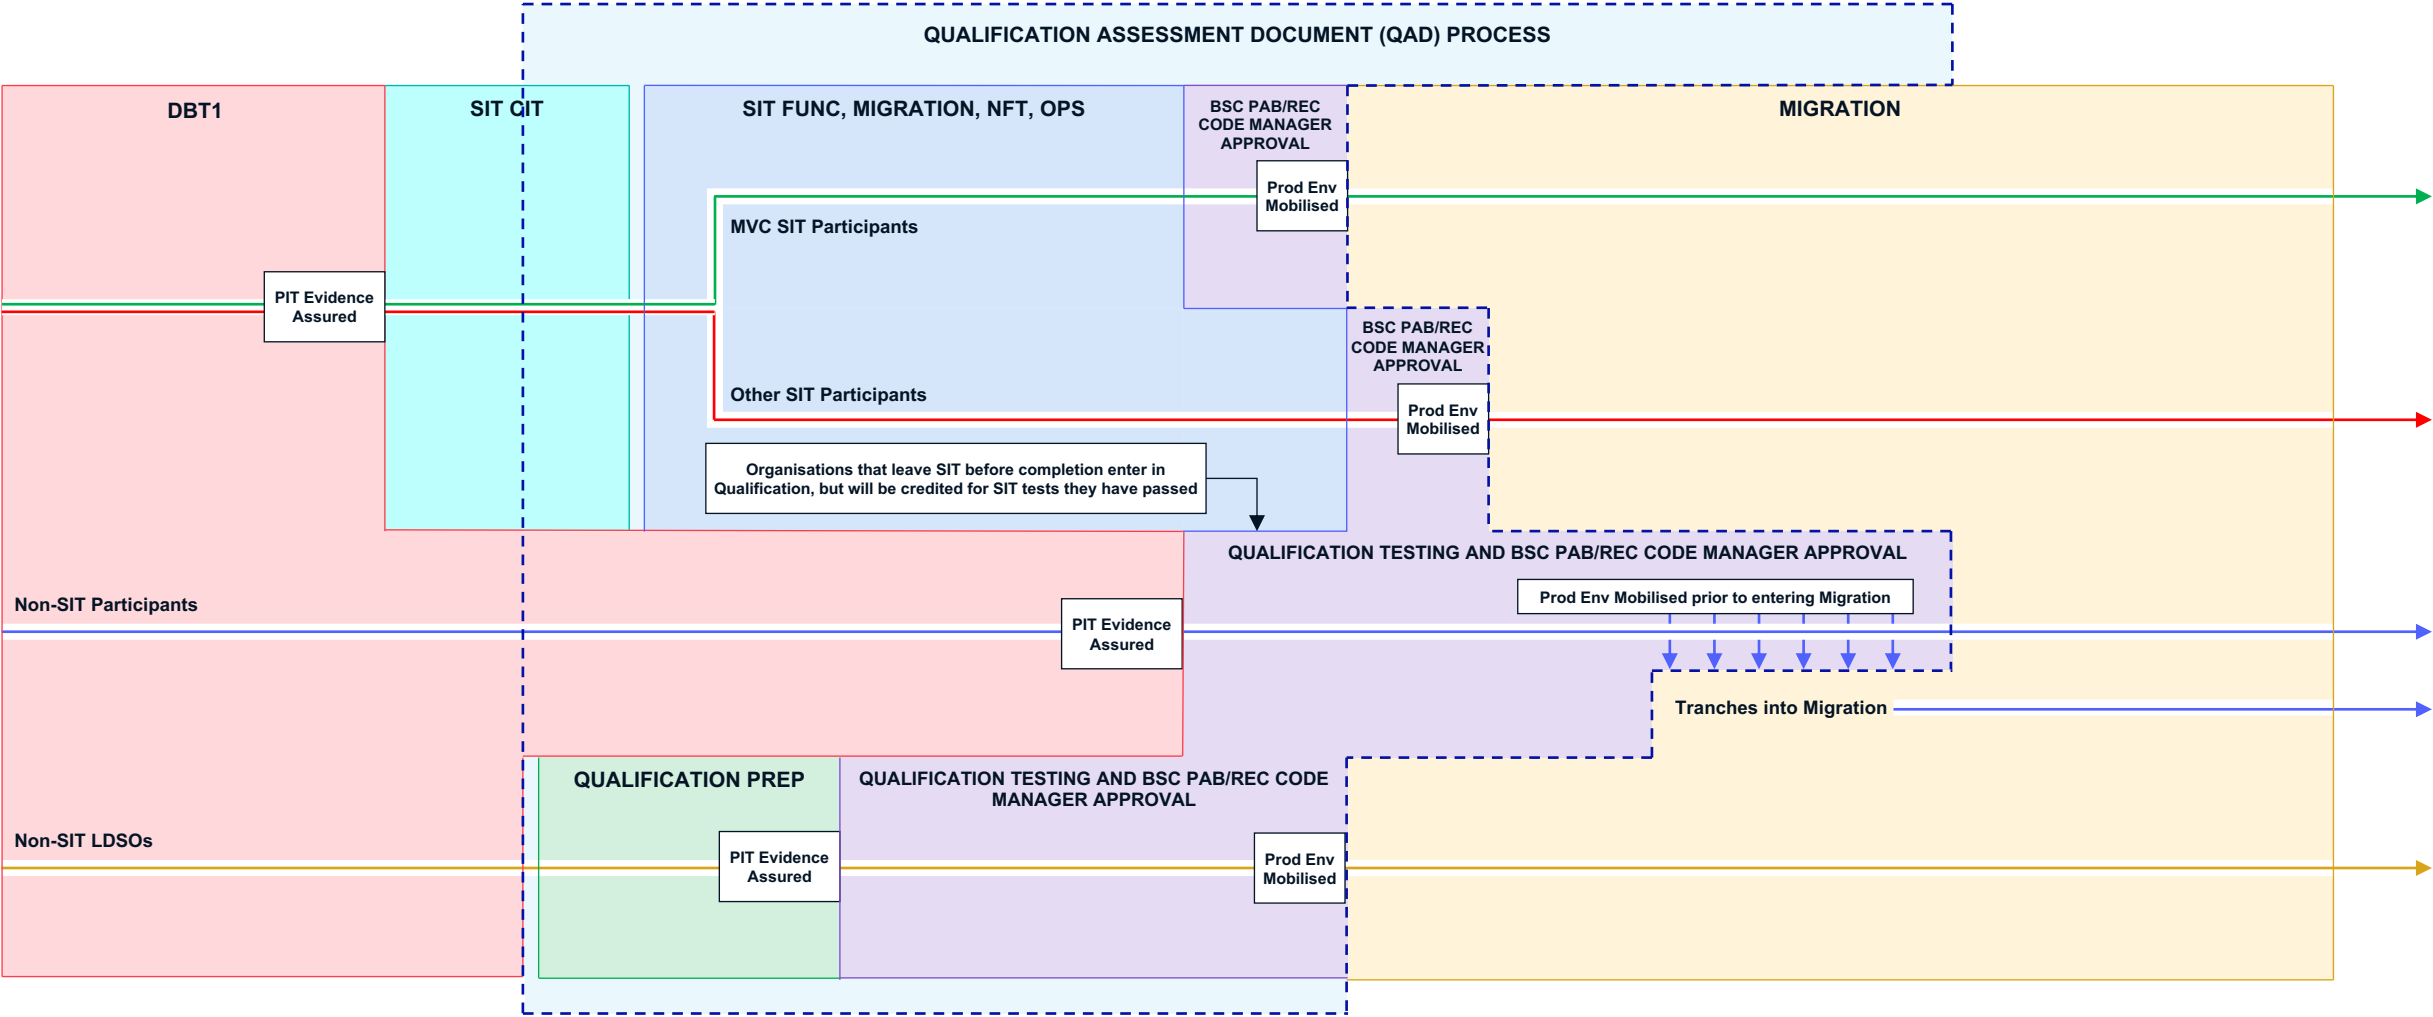 QUALIFICATION ASSESSMENT DOCUMENT (QAD) PROCESS
DBT1
SIT CIT
SIT FUNC, MIGRATION, NFT, OPS
BSC PAB/REC
CODE MANAGER
APPROVAL
MIGRATION
Prod Env
Mobilised
MVC SIT Participants
PIT Evidence
Assured
BSC PAB/REC
CODE MANAGER
APPROVAL
Other SIT Participants
Prod Env
Mobilised
Organisations that leave SIT before completion enter in
Qualification, but will be credited for SIT tests they have passed
QUALIFICATION TESTING AND BSC PAB/REC CODE MANAGER APPROVAL
Prod Env Mobilised prior to entering Migration
Non-SIT Participants
PIT Evidence
Assured
Tranches into Migration
QUALIFICATION PREP
QUALIFICATION TESTING AND BSC PAB/REC CODE
MANAGER APPROVAL
Non-SIT LDSOs
PIT Evidence
Assured
Prod Env
Mobilised